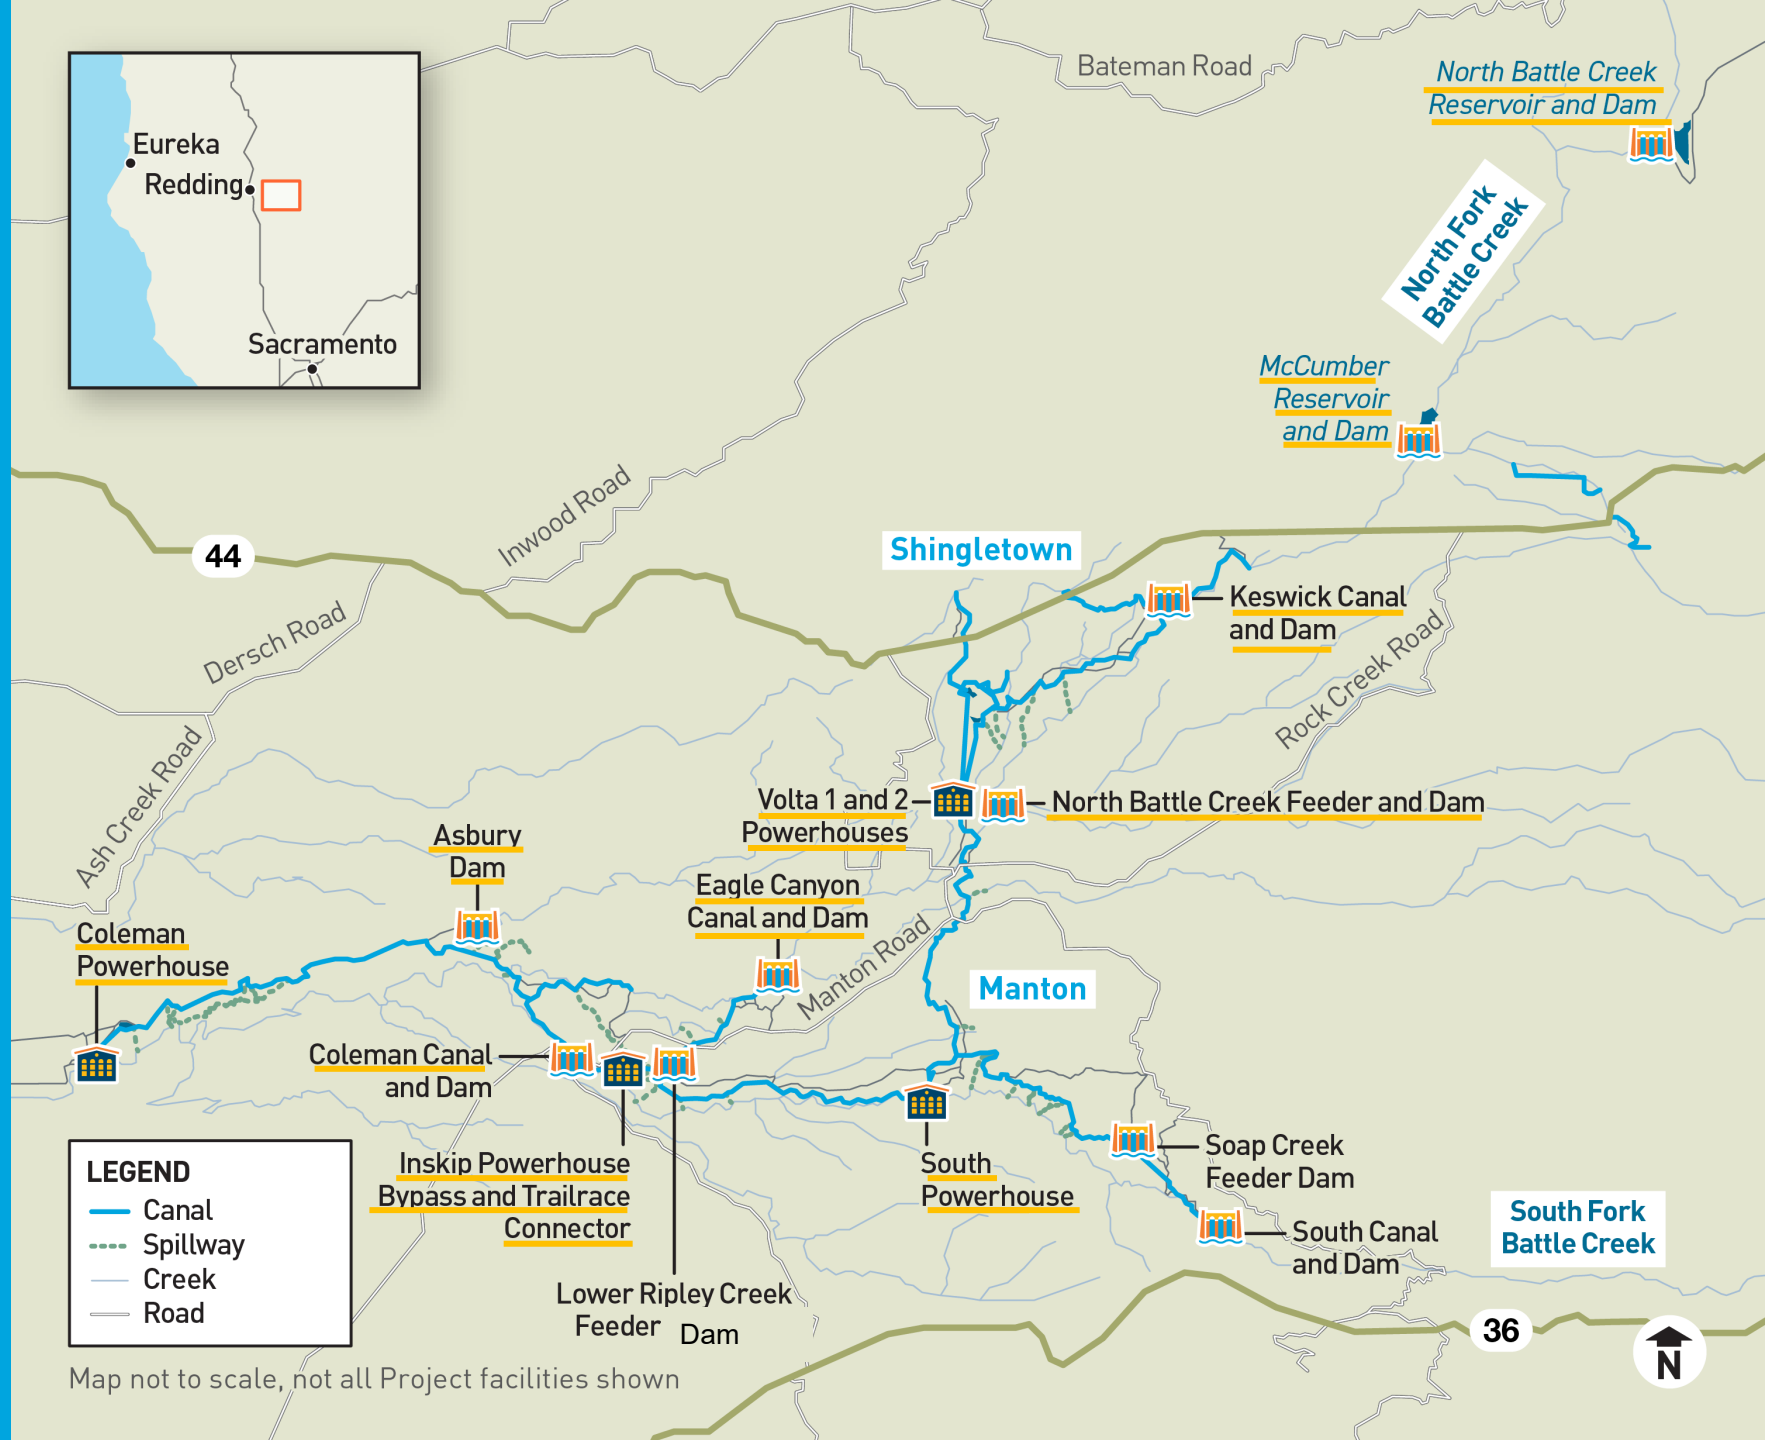 Bateman Road
North Battle Creek
Reservoir and Dam
Eureka
Redding
Sacramento
North Fork
Battle Creek
McCumber
Reservoir
and Dam
Inwood Road
44
Shingletown
Keswick Canal
and Dam
Dersch Road
Rock Creek Road
Ash Creek Road
Volta 1 and 2
Powerhouses
North Battle Creek Feeder and Dam
Asbury
Dam
Eagle Canyon
Canal and Dam
Coleman
Powerhouse
Manton Road
Manton
Coleman Canal
and Dam
Inskip Powerhouse
Bypass and Trailrace
Connector
South
Powerhouse
Soap Creek
Feeder Dam
South Canal
and Dam
South Fork
Battle Creek
Lower Ripley Creek
Feeder Dam
36
N
LEGEND
Canal
Spillway
Creek
Road
Map not to scale, not all Project facilities shown